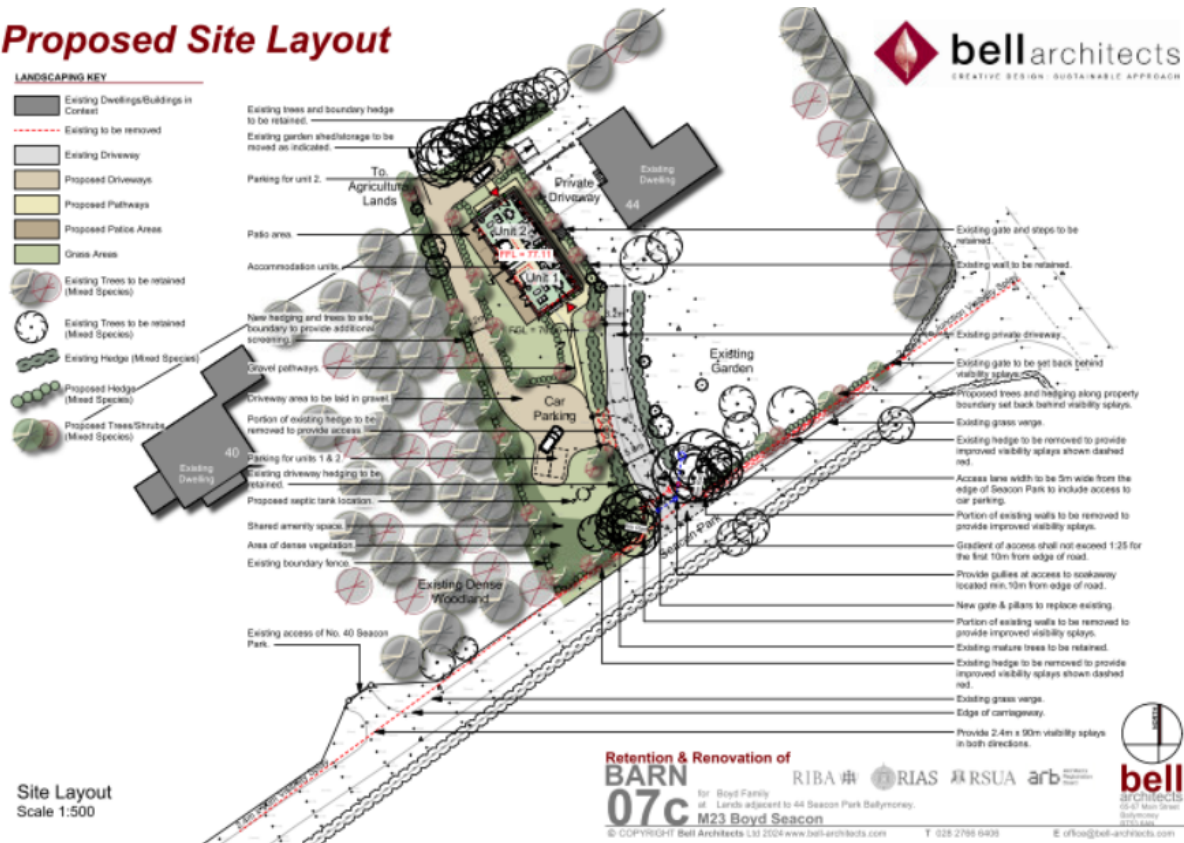 Proposed Site Layout
bell architects
CREATIVE DESIGN : SUSTAINABLE APPROACH
LANDSCAPING KEY
Existing Dwellings/Buildings in
Context
Existing to be removed
Existing Driveway
Proposed Driveways
Proposed Pathways
Proposed Patios Areas
Grass Areas
Existing Trees to be retained
(Mixed Species)
Existing Trees to be retained
(Mixed Species)
Existing Hedge (Mixed Species)
Proposed Hedge
(Mixed Species)
Proposed Trees/Shrubs
(Mixed Species)
Existing trees and boundary hedge
to be retained.
Existing garden shed/storage to be
moved as indicated.
Parking for unit 2.
Patio area.
Accommodation units.
New hedging and trees to site
boundary to provide additional
screening.
Gravel pathways.
Driveway area to be laid in gravel.
Portion of existing hedge to be
removed to provide access.
Parking for units 1 & 2
Existing driveway hedging to be
retained.
Proposed septic tank location.
Shared amenity space.
Area of dense vegetation.
Existing boundary fence.
Existing access of No. 40 Seacon
Park.
To
Agriculture
Lands
Private
Driveway
Existing
Dwelling
44
Unit 2
FFL = 77.11
Unit 1
Car
Parking
Existing
Garden
Existing
Dwelling
40
Existing Dense
Woodland
Seacon Park
Existing gate and steps to be
retained.
Existing wall to be retained.
Existing private driveway.
Existing gate to be set back behind
visibility splays.
Proposed trees and hedging along property
boundary set back behind visibility splays.
Existing grass verge.
Existing hedge to be removed to provide
improved visibility splays shown dashed
red.
Access lane width to be 5m wide from the
edge of Seacon Park to include access to
car parking.
Portion of existing walls to be removed to
provide improved visibility splays.
Gradient of access shall not exceed 1:25 for
the first 10m from edge of road.
Provide gullies at access to soakaway
located min.10m from edge of road.
New gate & pillars to replace existing.
Portion of existing walls to be removed to
provide improved visibility splays.
Existing mature trees to be retained.
Existing hedge to be removed to provide
improved visibility splays shown dashed
red.
Existing grass verge.
Edge of carriageway.
Provide 2.4m x 90m visibility splays
in both directions.
Site Layout
Scale 1:500
Retention & Renovation of
BARN
07c
for Boyd Family
at Lands adjacent to 44 Seacon Park Ballymoney.
M23 Boyd Seacon
RIBA
RIAS
RSUA
arb
© COPYRIGHT Bell Architects Ltd 2024 www.bell-architects.com
T 028 2766 6406
E office@bell-architects.com
bell
architects
65-67 Main Street
Ballymoney